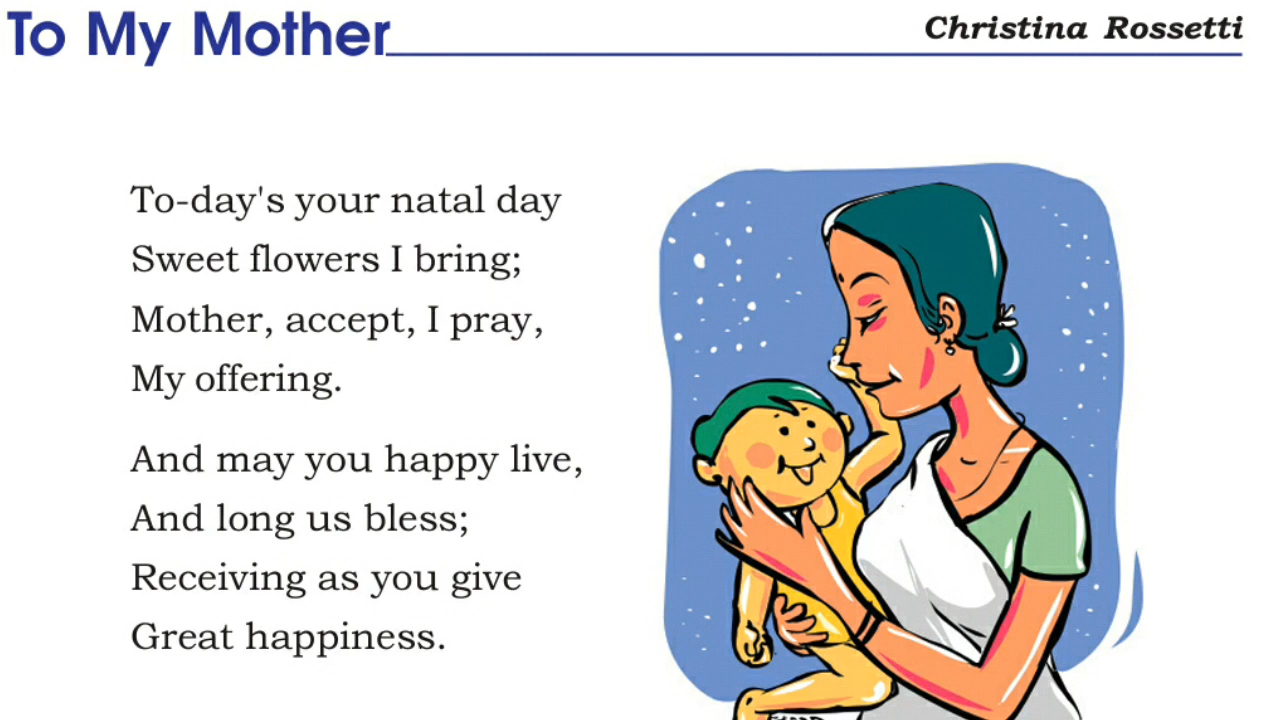 To My Mother
Christina Rossetti
To-day's your natal day
Sweet flowers I bring;
Mother, accept, I pray,
My offering.
And may you happy live,
And long us bless;
Receiving as you give
Great happiness.